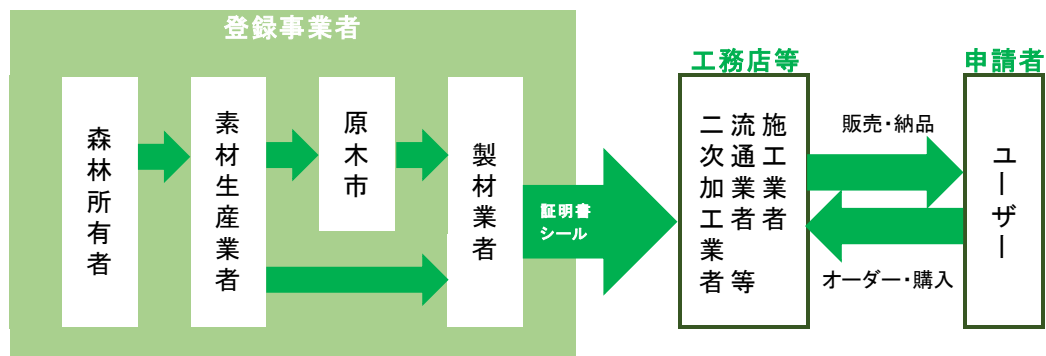 登録事業者
森林所有者
素材生産業者
原木市
製材業者
証明書
シール
工務店等
施工業者
流通業者等
二次加工業者
販売・納品
オーダー・購入
申請者
ユーザー